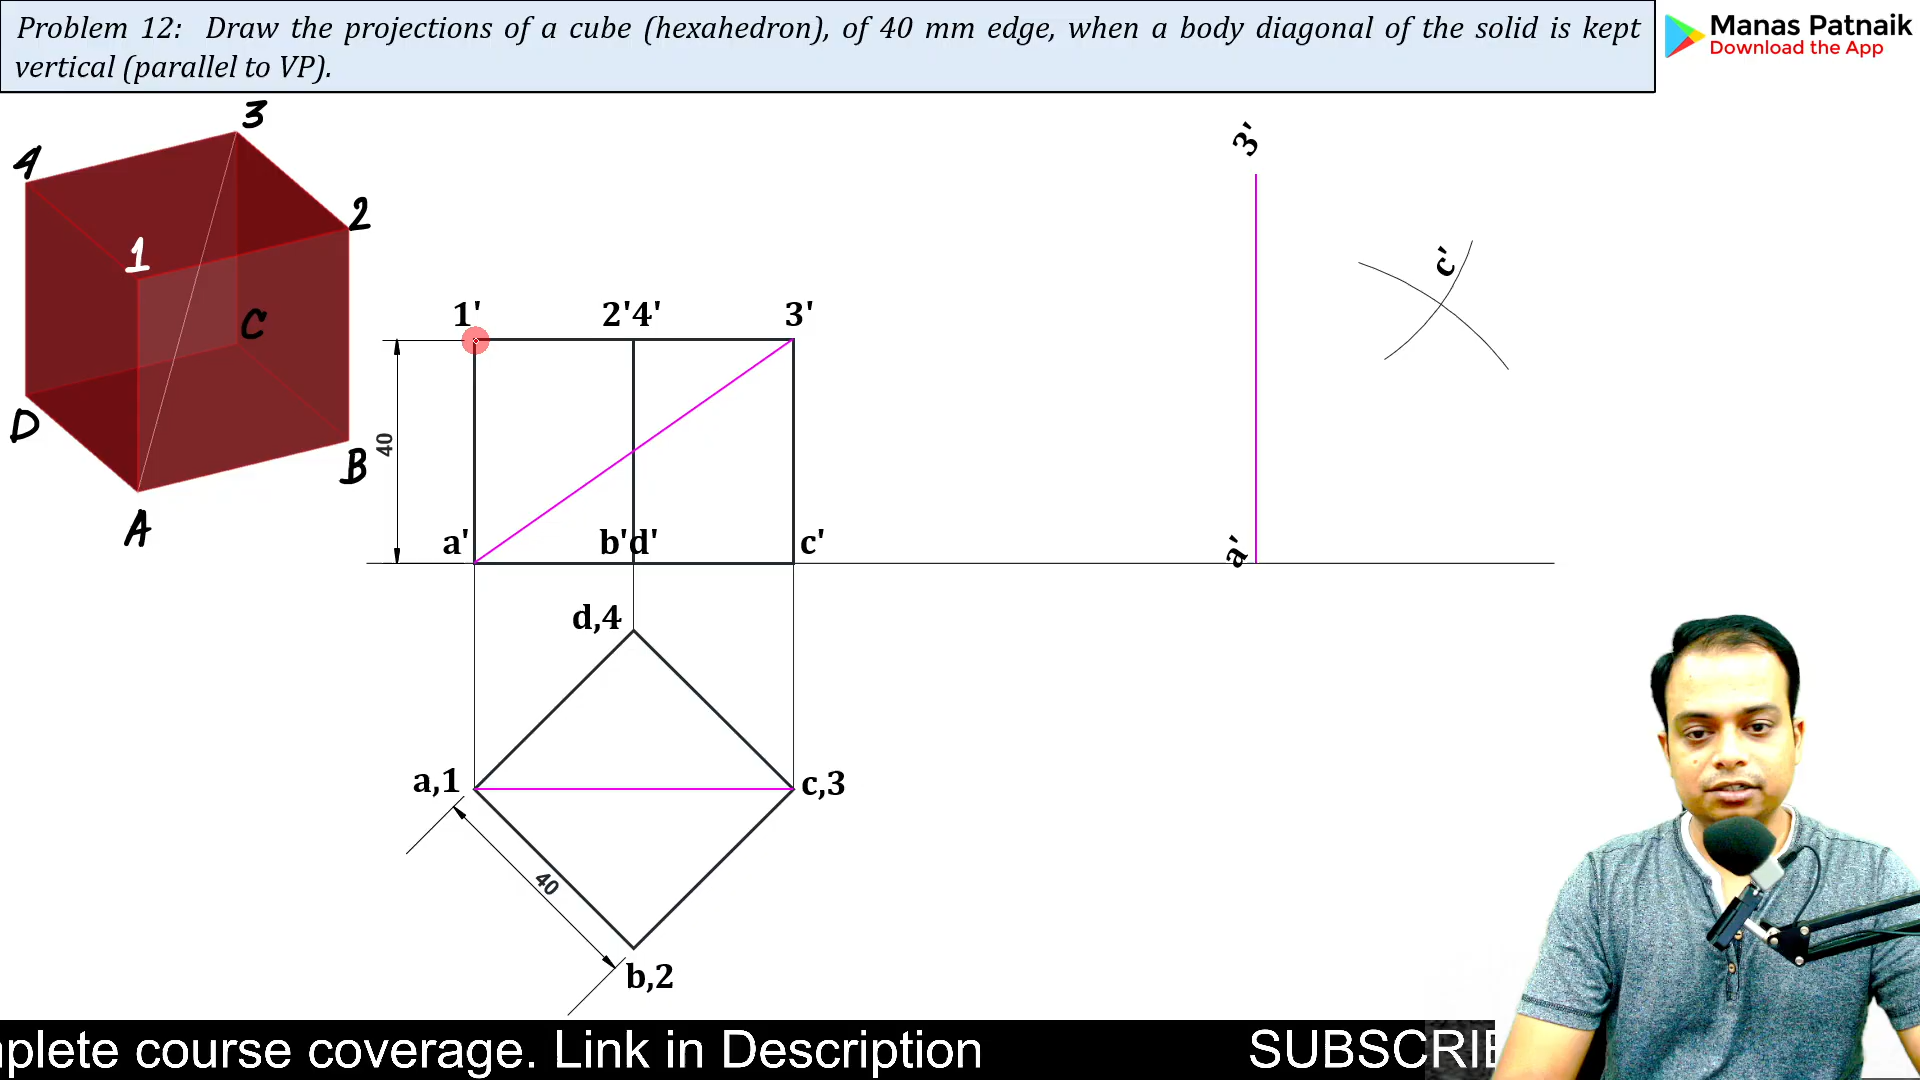 Problem 12: Draw the projections of a cube (hexahedron), of 40 mm edge, when a body diagonal of the solid is kept
vertical (parallel to VP).
Manas Patnaik
Download the App
3
4
2
1
C
D
B
A
1'
2'4'
3'
40
a'
b'd'
c'
3'
c'
a'
d,4
a,1
c,3
40
b,2
mplete course coverage. Link in Description
SUBSCRIE